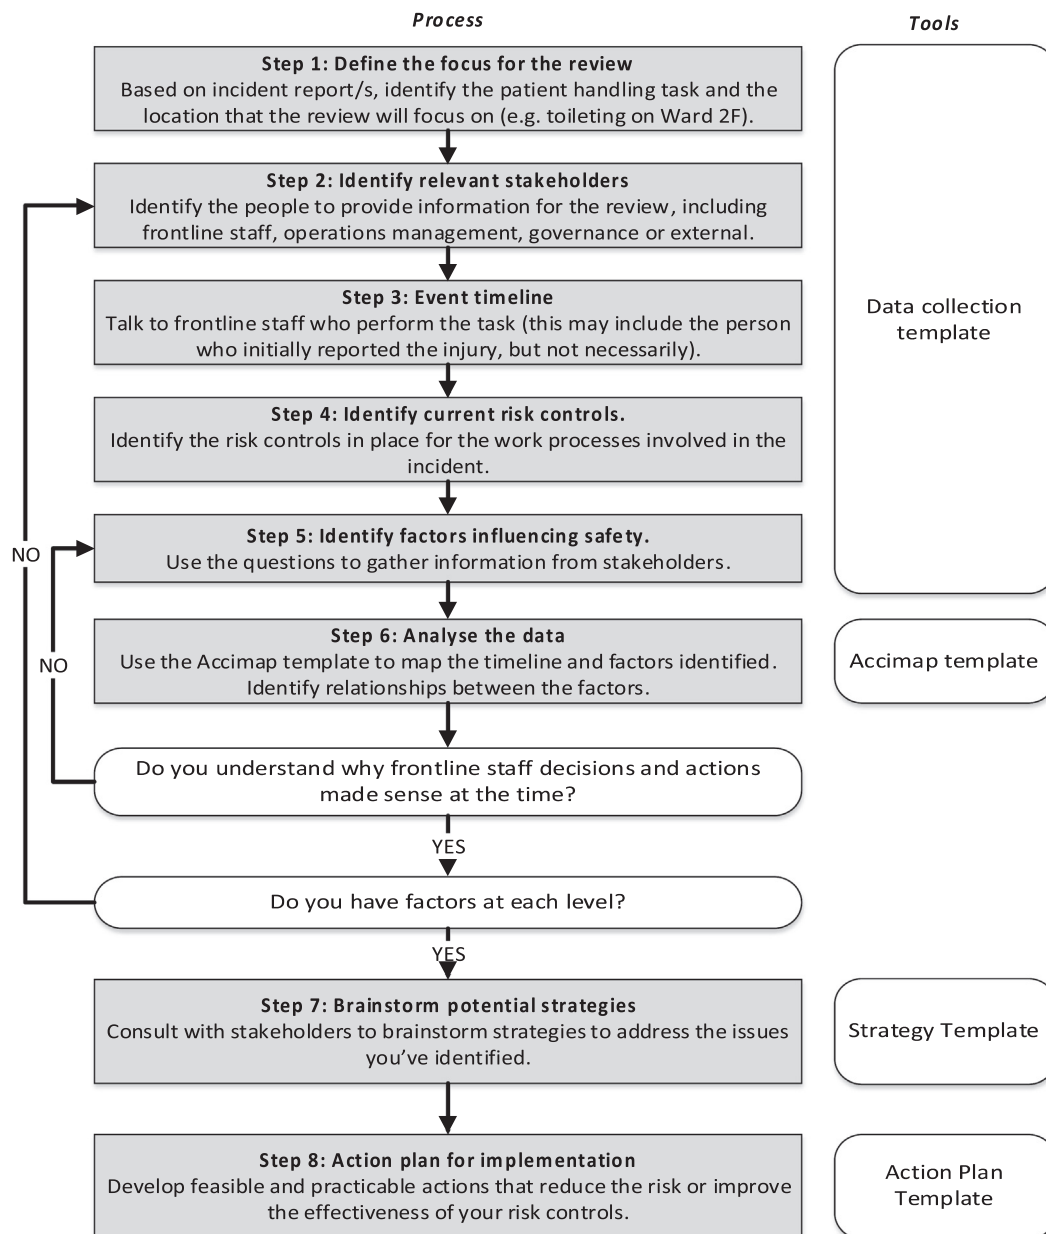 Process
Tools
Step 1: Define the focus for the review
Based on incident report/s, identify the patient handling task and the
location that the review will focus on (e.g. toileting on Ward 2F).
Step 2: Identify relevant stakeholders
Identify the people to provide information for the review, including
frontline staff, operations management, governance or external.
Step 3: Event timeline
Talk to frontline staff who perform the task (this may include the person
who initially reported the injury, but not necessarily).
Data collection
template
Step 4: Identify current risk controls.
Identify the risk controls in place for the work processes involved in the
incident.
Step 5: Identify factors influencing safety.
Use the questions to gather information from stakeholders.
NO
Step 6: Analyse the data
Use the Accimap template to map the timeline and factors identified.
Identify relationships between the factors.
Accimap template
NO
Do you understand why frontline staff decisions and actions
made sense at the time?
YES
Do you have factors at each level?
YES
Step 7: Brainstorm potential strategies
Consult with stakeholders to brainstorm strategies to address the issues
you've identified.
Strategy Template
Step 8: Action plan for implementation
Develop feasible and practicable actions that reduce the risk or improve
the effectiveness of your risk controls.
Action Plan
Template